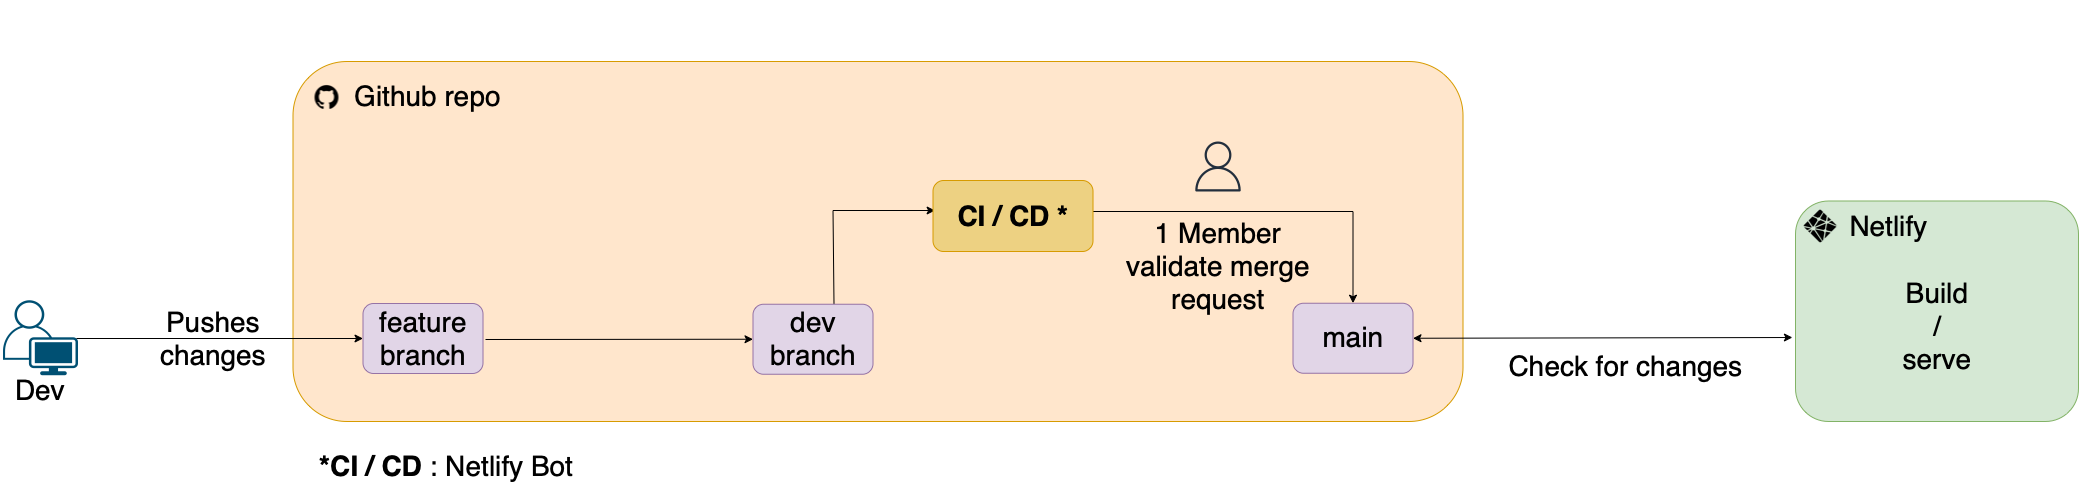 Github repo
CI / CD *
1 Member
validate merge
request
Netlify
Build
/
serve
Pushes
changes
feature
branch
dev
branch
main
Check for changes
Dev
*CI / CD : Netlify Bot